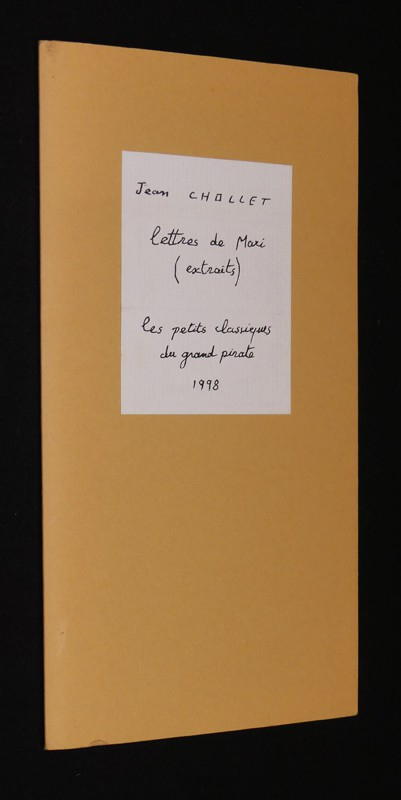 Jean CHOLLET
lettres de Mari
(extraits)
les petits classiques
du grand pirate
1998